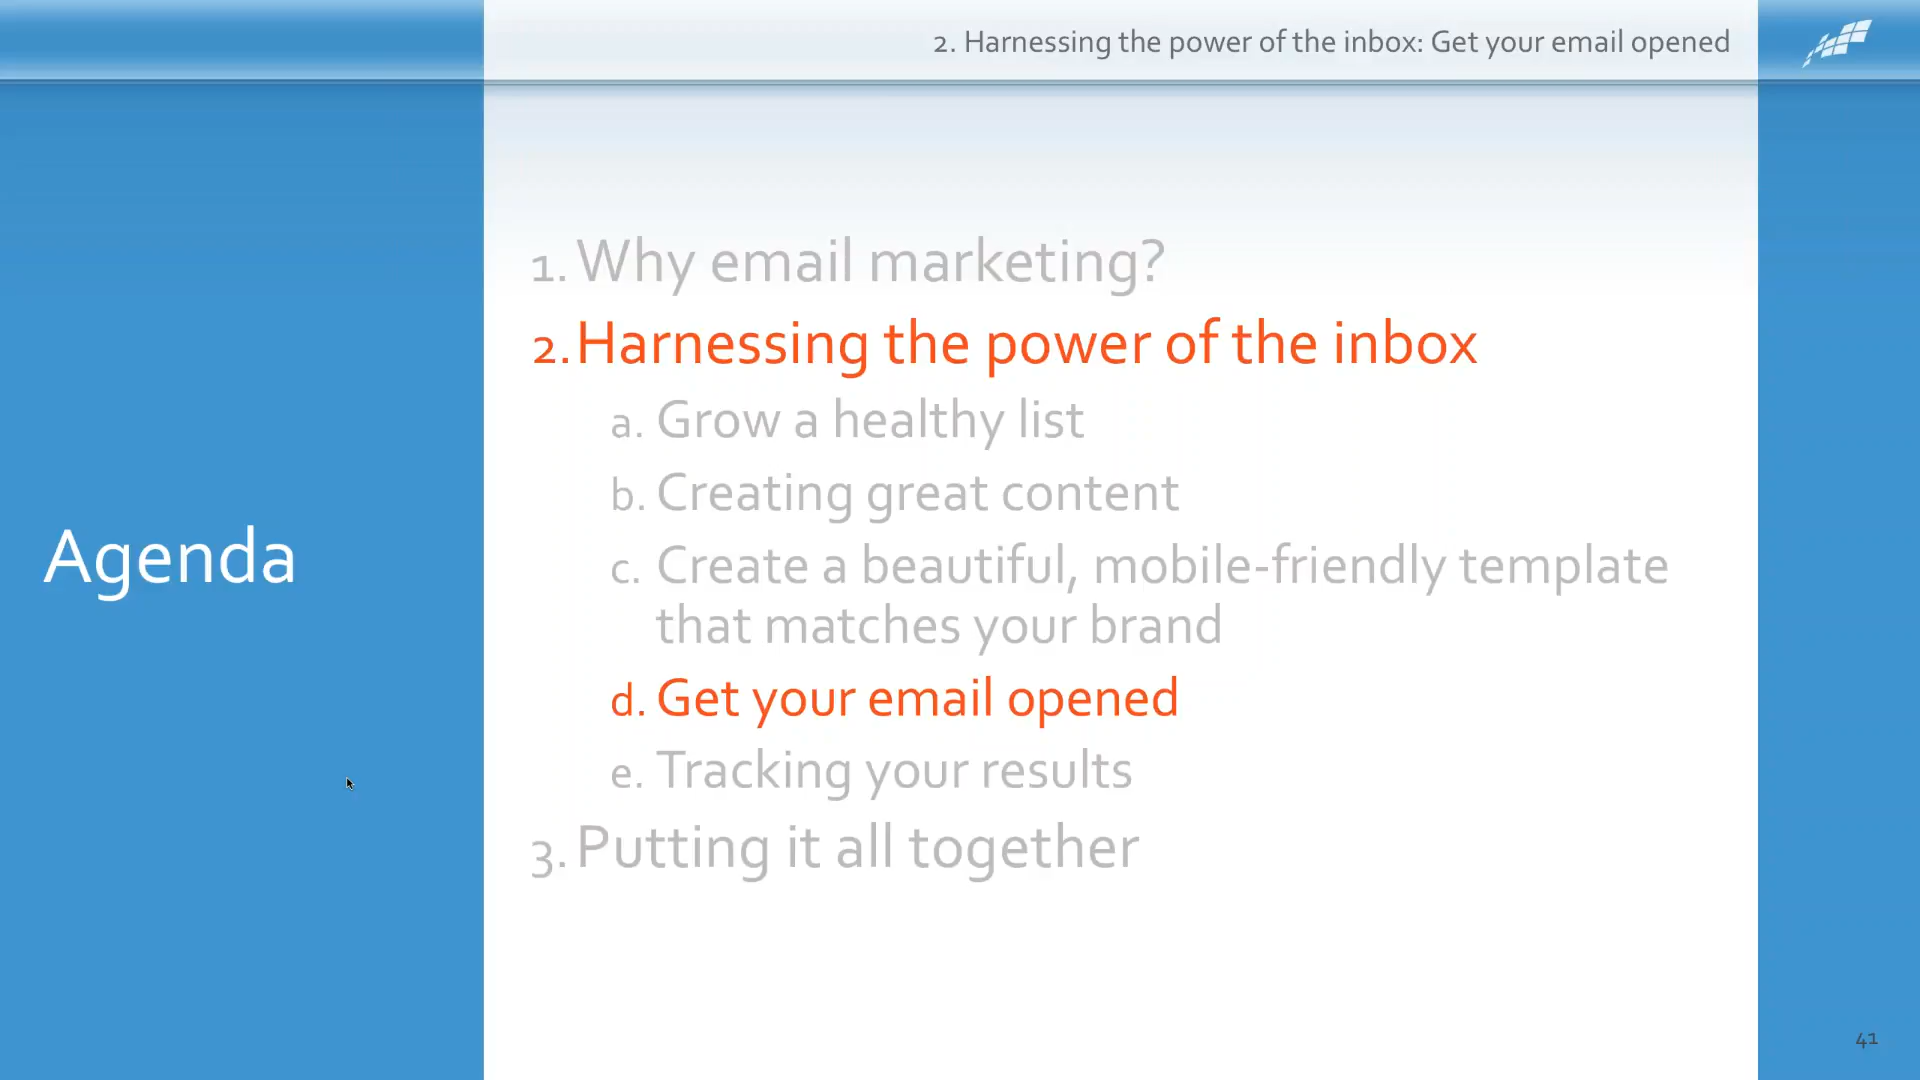 2. Harnessing the power of the inbox: Get your email opened
Agenda
1. Why email marketing?
2. Harnessing the power of the inbox
a. Grow a healthy list
b. Creating great content
c. Create a beautiful, mobile-friendly template
that matches your brand
d. Get your email opened
e. Tracking your results
3. Putting it all together
41